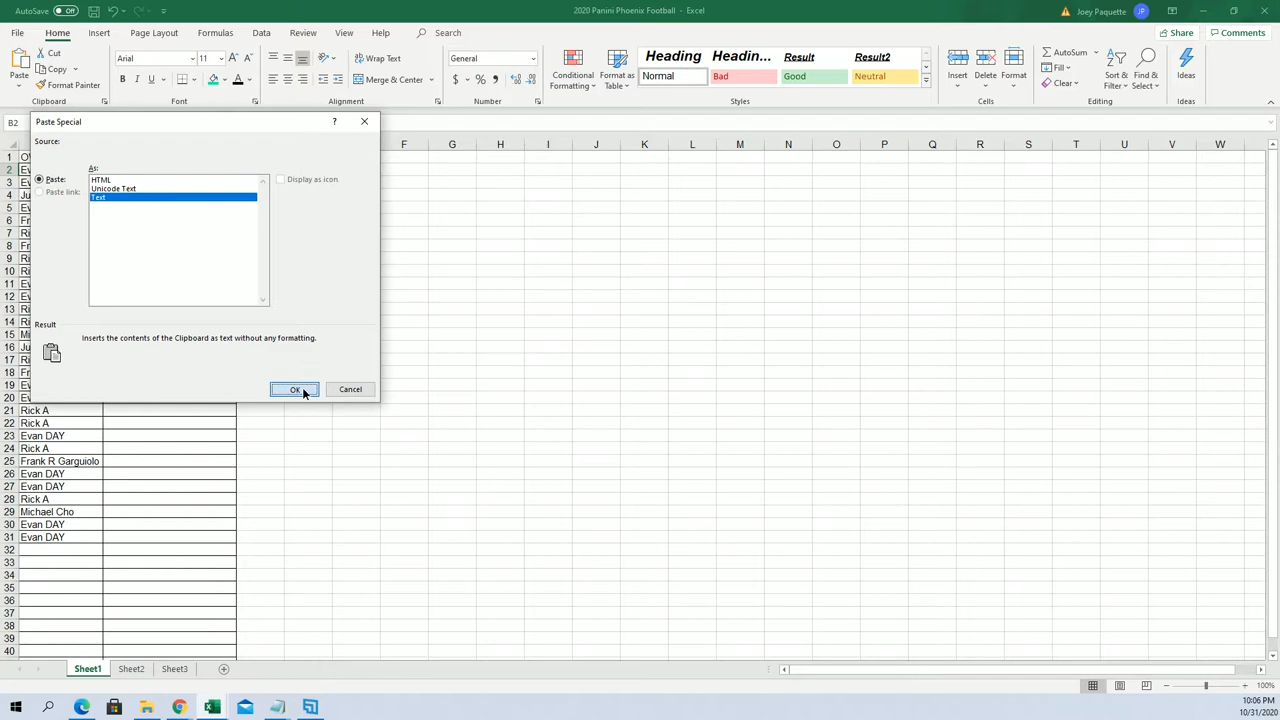 AutoSave Off 2020 Panini Phoenix Football - Excel Joey Paquette JP
File Home Insert Page Layout Formulas Data Review View Help Search Share Comments
Cut Arial 11 Wrap Text General Heading Headin... Result Result2 AutoSum
Copy Fill
Paste Format Painter B I U Merge & Center $ % Conditional Formatting Format as Table Normal Bad Good Neutral Insert Delete Format Clear Sort & Filter Find & Select Ideas
Clipboard Font Alignment Number Styles Cells Editing Ideas
B2
Paste Special ? ×
Source:
As:
Paste: HTML Display as icon
Unicode Text
Paste link: Text
Result
Inserts the contents of the Clipboard as text without any formatting.
OK Cancel
F G H I J K L M N O P Q R S T U V W
1
2
3
4
5
6
7
8
9
10
11
12
13
14
15
16
17
18
19
20
21 Rick A
22 Rick A
23 Evan DAY
24 Rick A
25 Frank R Garguiolo
26 Evan DAY
27 Evan DAY
28 Rick A
29 Michael Cho
30 Evan DAY
31 Evan DAY
32
33
34
35
36
37
38
39
40
Sheet1 Sheet2 Sheet3
100%
10:06 PM
10/31/2020